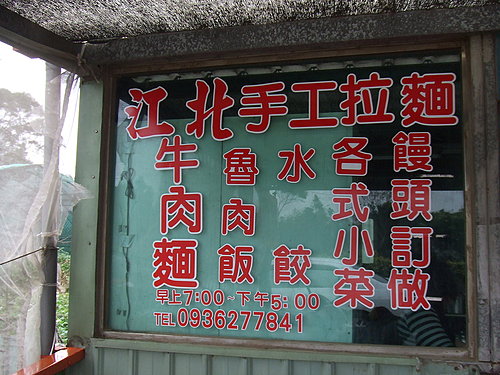 江北手工拉麵
牛肉麵
魯肉飯
水餃
各式小菜
饅頭訂做
早上7:00～下午5:00
TEL 0936277841